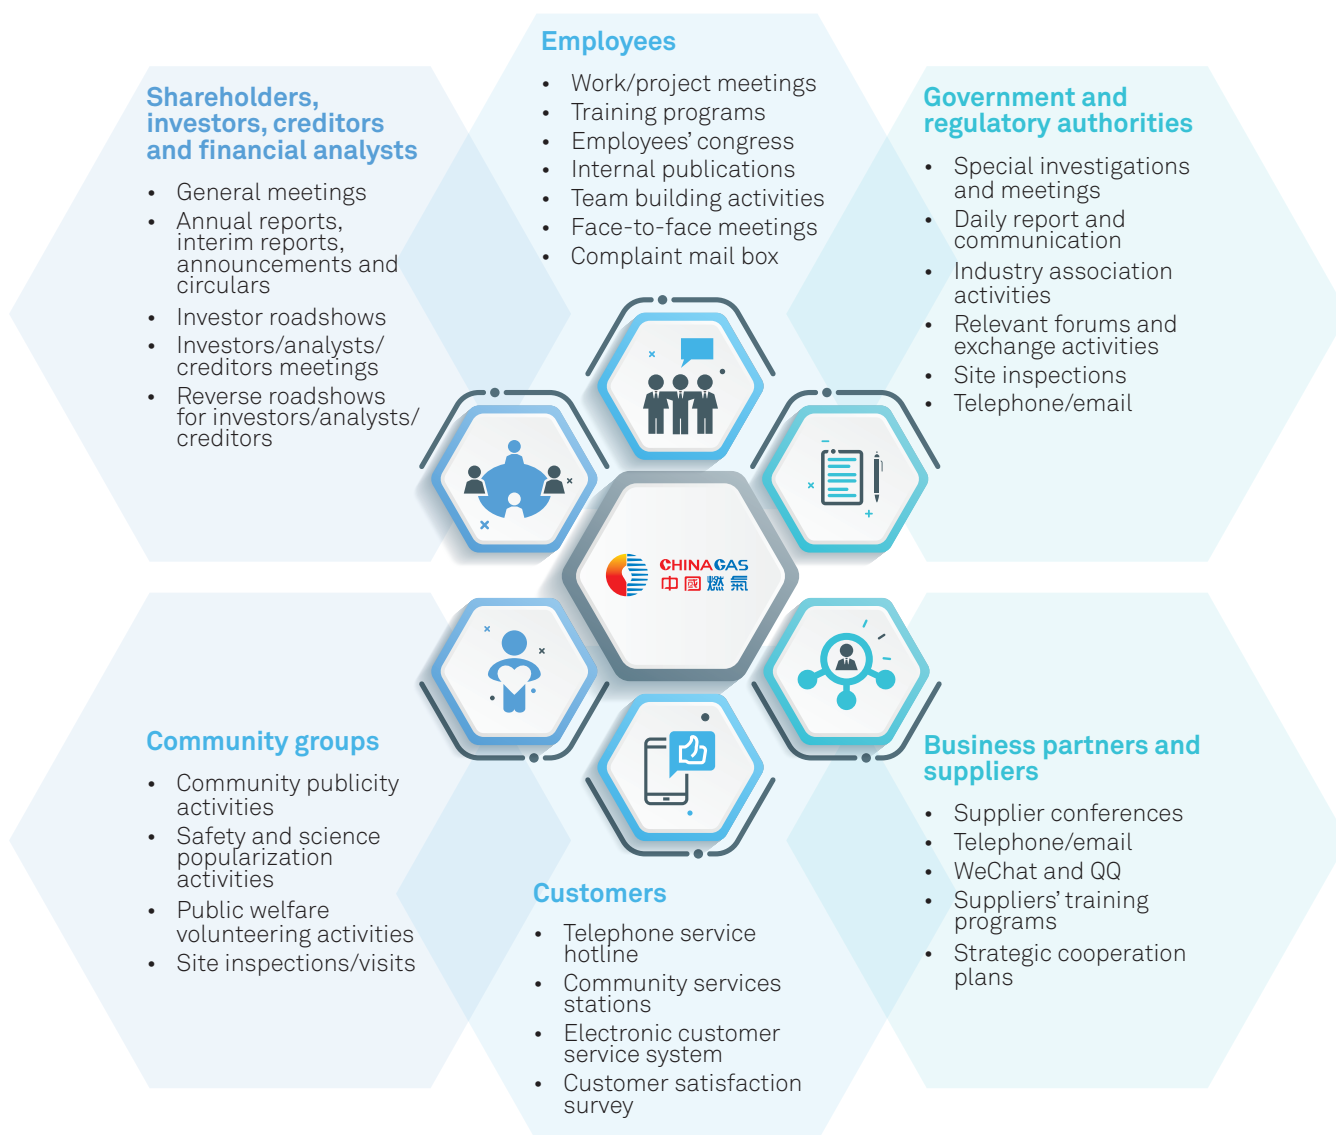 Employees
• Work/project meetings
• Training programs
• Employees’ congress
• Internal publications
• Team building activities
• Face-to-face meetings
• Complaint mail box
Shareholders,
investors, creditors
and financial analysts
• General meetings
• Annual reports,
interim reports,
announcements and
circulars
• Investor roadshows
• Investors/analysts/
creditors meetings
• Reverse roadshows
for investors/analysts/
creditors
Government and
regulatory authorities
• Special investigations
and meetings
• Daily report and
communication
• Industry association
activities
• Relevant forums and
exchange activities
• Site inspections
• Telephone/email
CHINAGAS
中國燃氣
Community groups
• Community publicity
activities
• Safety and science
popularization
activities
• Public welfare
volunteering activities
• Site inspections/visits
Customers
• Telephone service
hotline
• Community services
stations
• Electronic customer
service system
• Customer satisfaction
survey
Business partners and
suppliers
• Supplier conferences
• Telephone/email
• WeChat and QQ
• Suppliers’ training
programs
• Strategic cooperation
plans